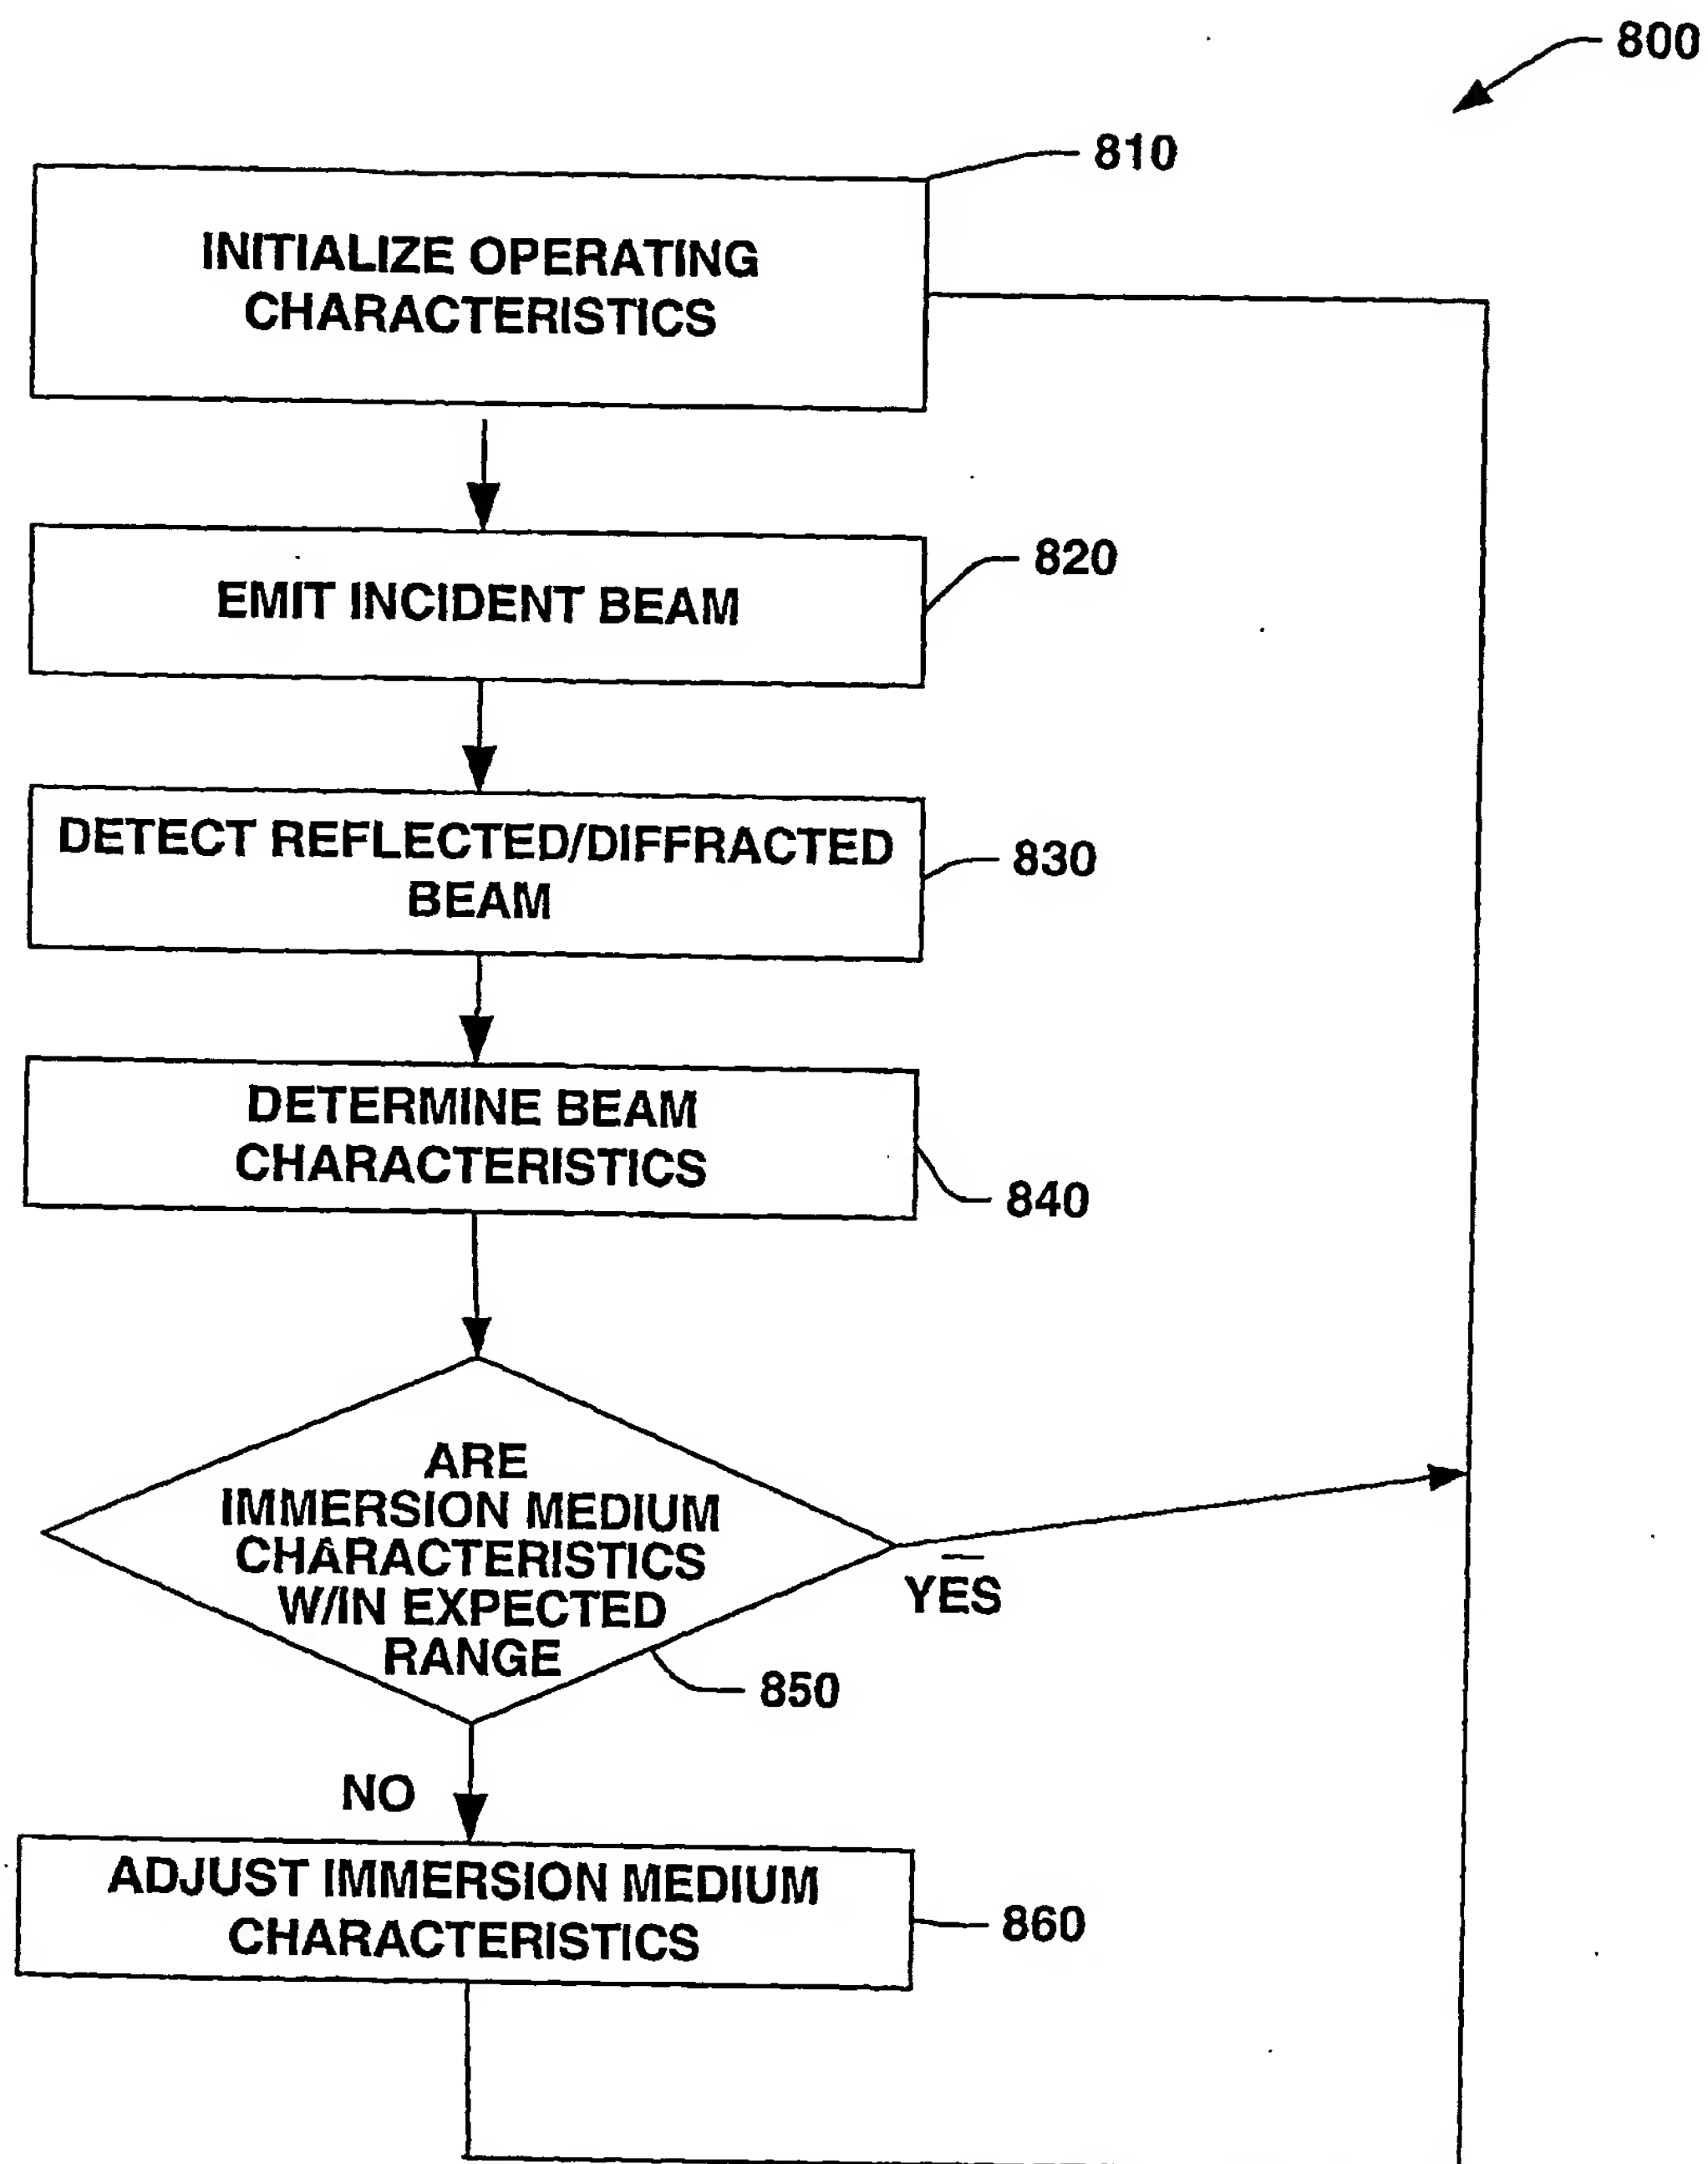 800
810
INITIALIZE OPERATING
CHARACTERISTICS
820
EMIT INCIDENT BEAM
DETECT REFLECTED/DIFFRACTED
BEAM
830
DETERMINE BEAM
CHARACTERISTICS
840
ARE
IMMERSION MEDIUM
CHARACTERISTICS
W/IN EXPECTED
RANGE
YES
850
NO
ADJUST IMMERSION MEDIUM
CHARACTERISTICS
860